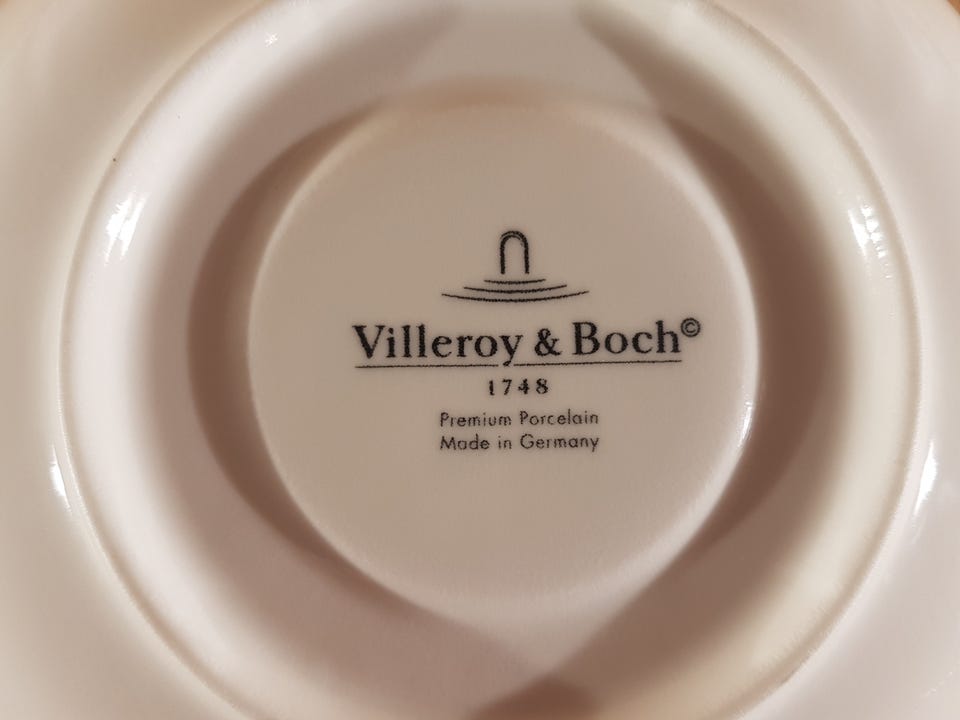 Villeroy & Boch©
1748
Premium Porcelain
Made in Germany